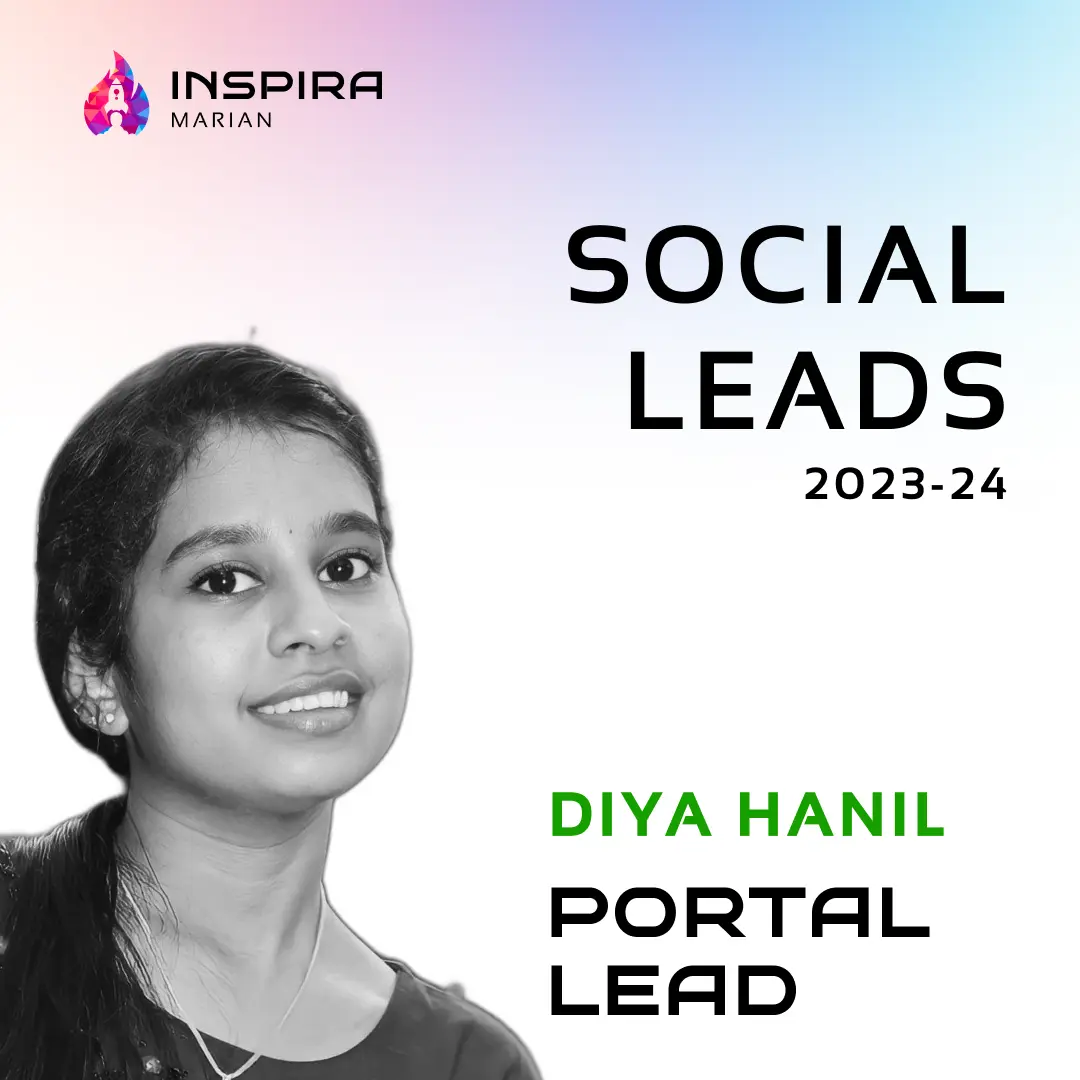 INSPIRA
MARIAN
SOCIAL
LEADS
2023-24
DIYA HANIL
PORTAL
LEAD